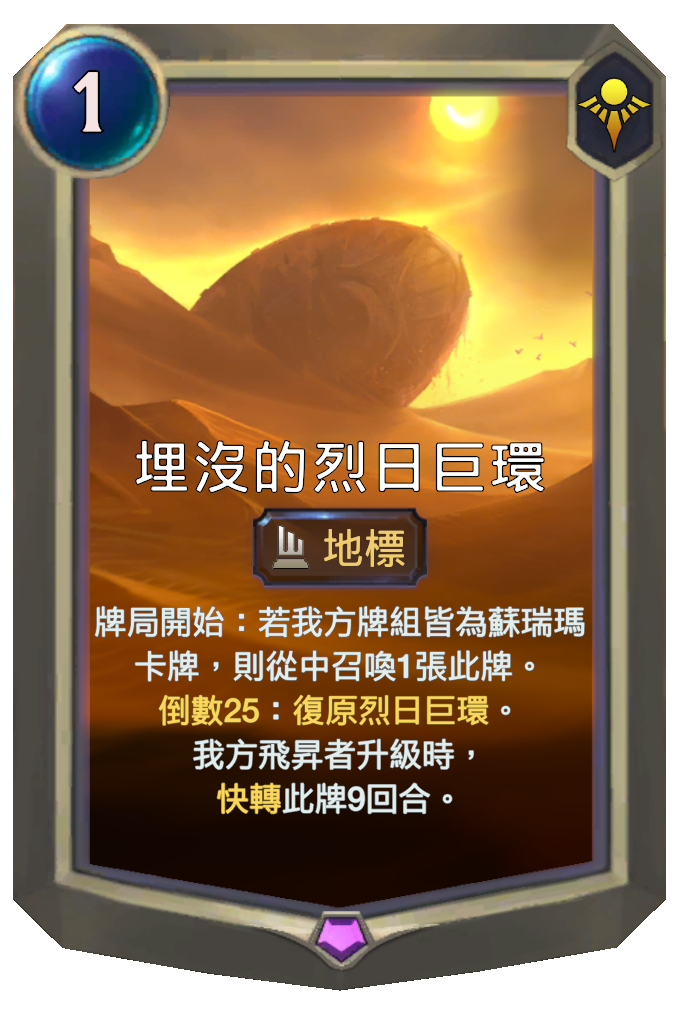 1
埋沒的烈日巨環
地標
牌局開始：若我方牌組皆為蘇瑞瑪
卡牌，則從中召喚1張此牌。
倒數25：復原烈日巨環。
我方飛昇者升級時，
快轉此牌9回合。